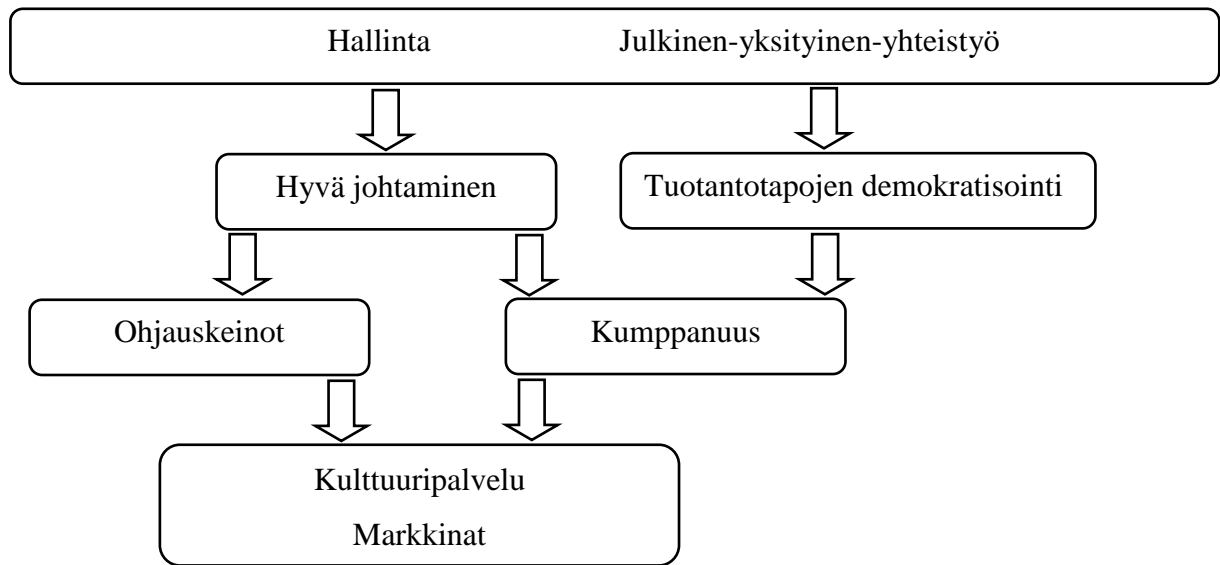 Hallinta Julkinen-yksityinen-yhteistyö
Hyvä johtaminen Tuotantotapojen demokratisointi
Ohjauskeinot Kumppanuus
Kulttuuripalvelu
Markkinat